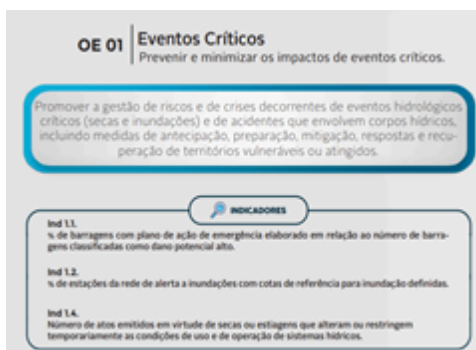 OE 01
Eventos Críticos
Prevenir e minimizar os impactos de eventos críticos.
Promover a gestão de riscos e de crises decorrentes de eventos hidrológicos
críticos (secas e inundações) e de acidentes que envolvem corpos hídricos,
incluindo medidas de antecipação, preparação, mitigação, respostas e recu-
peração de territórios vulneráveis ou atingidos.
INDICADORES
Ind 1.1.
% de barragens com plano de ação de emergência elaborado em relação ao número de barra-
gens classificadas como dano potencial alto.
Ind 1.2.
% de estações da rede de alerta a inundações com cotas de referência para inundação definidas.
Ind 1.4.
Número de atos emitidos em virtude de secas ou estiagens que alteram ou restringem
temporariamente as condições de uso e de operação de sistemas hídricos.